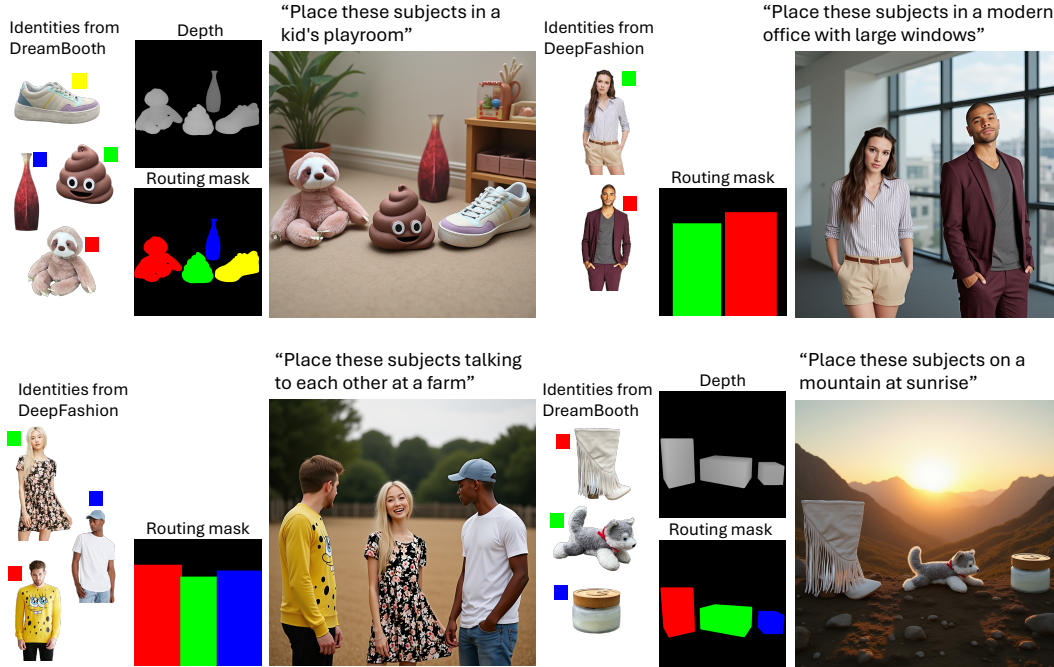 Identities from
DreamBooth
Depth
Routing mask
“Place these subjects in a
kid's playroom”
Identities from
DeepFashion
Routing mask
“Place these subjects in a modern
office with large windows”
Identities from
DeepFashion
Routing mask
“Place these subjects talking
to each other at a farm”
Identities from
DreamBooth
Depth
Routing mask
“Place these subjects on a
mountain at sunrise”